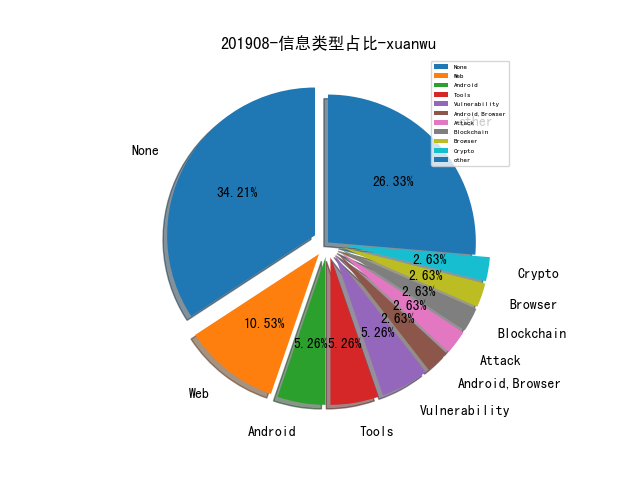 201908-信息类型占比-xuanwu
None
Web
Android
Tools
Vulnerability
Android,Browser
Attack
Blockchain
Browser
Crypto
other
other
None
34.21%
26.33%
2.63%
Crypto
2.63%
Browser
2.63%
Blockchain
2.63%
Attack
2.63%
Android,Browser
5.26%
Vulnerability
5.26%
Tools
5.26%
Android
10.53%
Web